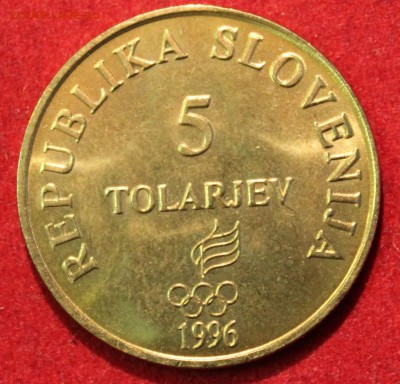 REPUBLIKA SLOVENIJA
5
TOLARJEV
1996